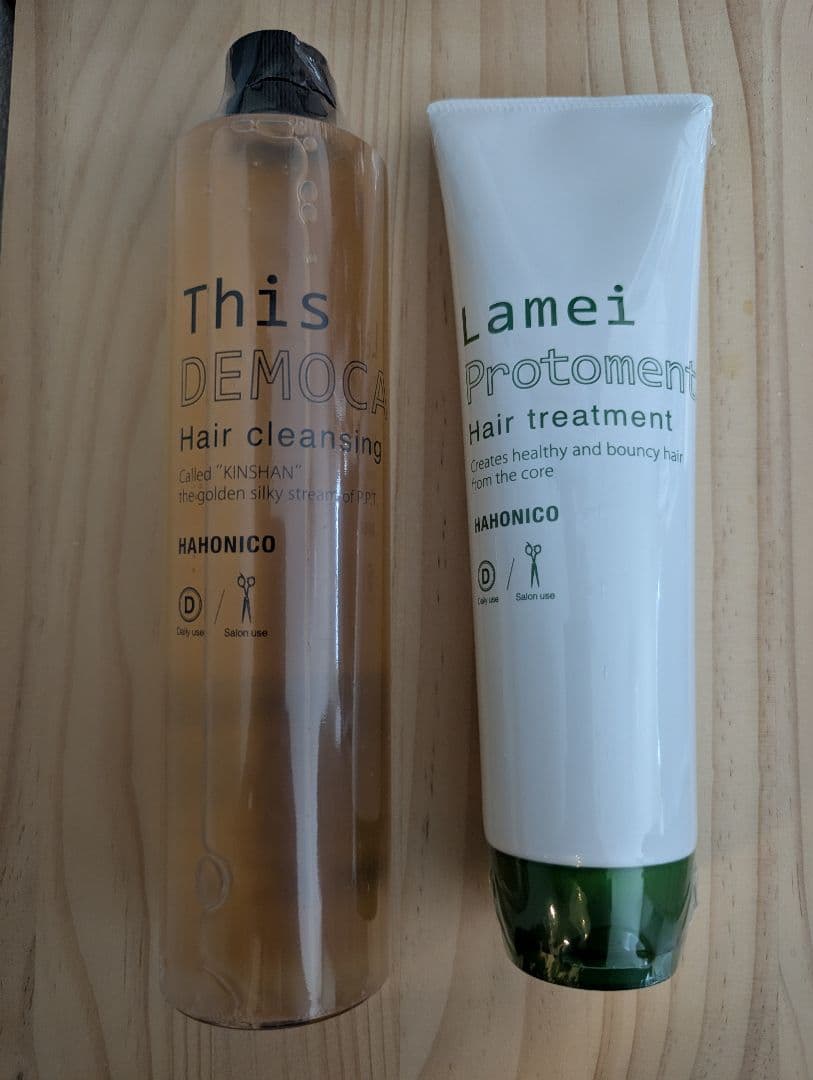 This
DEMOCA
Hair cleansing
Called "KINSHAN"
the golden silky stream of P.P.T.
HAHONICO
D
Daily use
Salon use
Lamei
Protoment
Hair treatment
Creates healthy and bouncy hair
from the core
HAHONICO
D
Daily use
Salon use